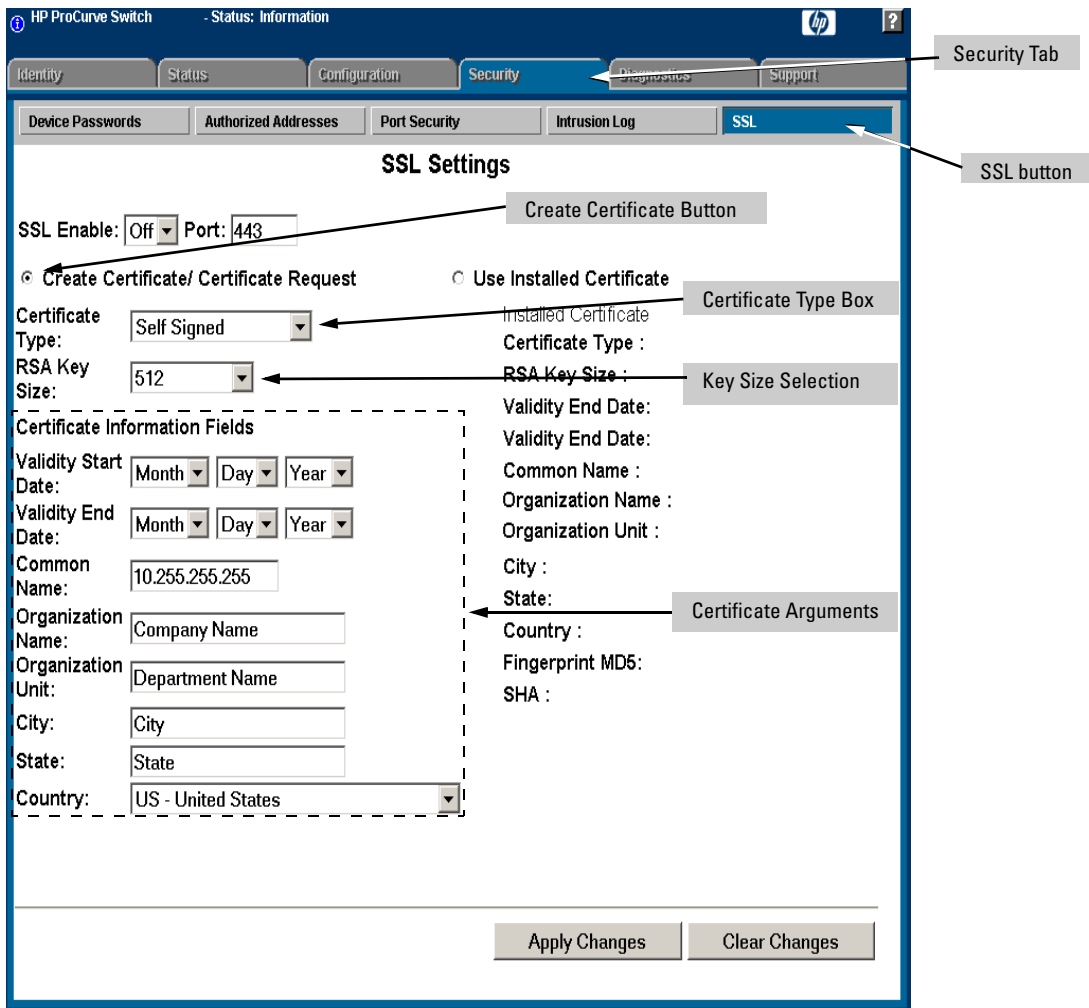 HP ProCurve Switch - Status: Information
hp ?
Identity Status Configuration Security Diagnostics Support
Security Tab
Device Passwords Authorized Addresses Port Security Intrusion Log SSL
SSL button
SSL Settings
Create Certificate Button
SSL Enable: Off Port: 443
Create Certificate/ Certificate Request
Use Installed Certificate
Certificate Type: Self Signed
RSA Key Size: 512
Certificate Information Fields
Validity Start Date: Month Day Year
Validity End Date: Month Day Year
Common Name: 10.255.255.255
Organization Name: Company Name
Organization Unit: Department Name
City: City
State: State
Country: US - United States
Certificate Type Box
Installed Certificate
Certificate Type :
RSA Key Size :
Key Size Selection
Validity End Date:
Validity End Date:
Common Name :
Organization Name :
Organization Unit :
City :
State:
Certificate Arguments
Country :
Fingerprint MD5:
SHA :
Apply Changes Clear Changes